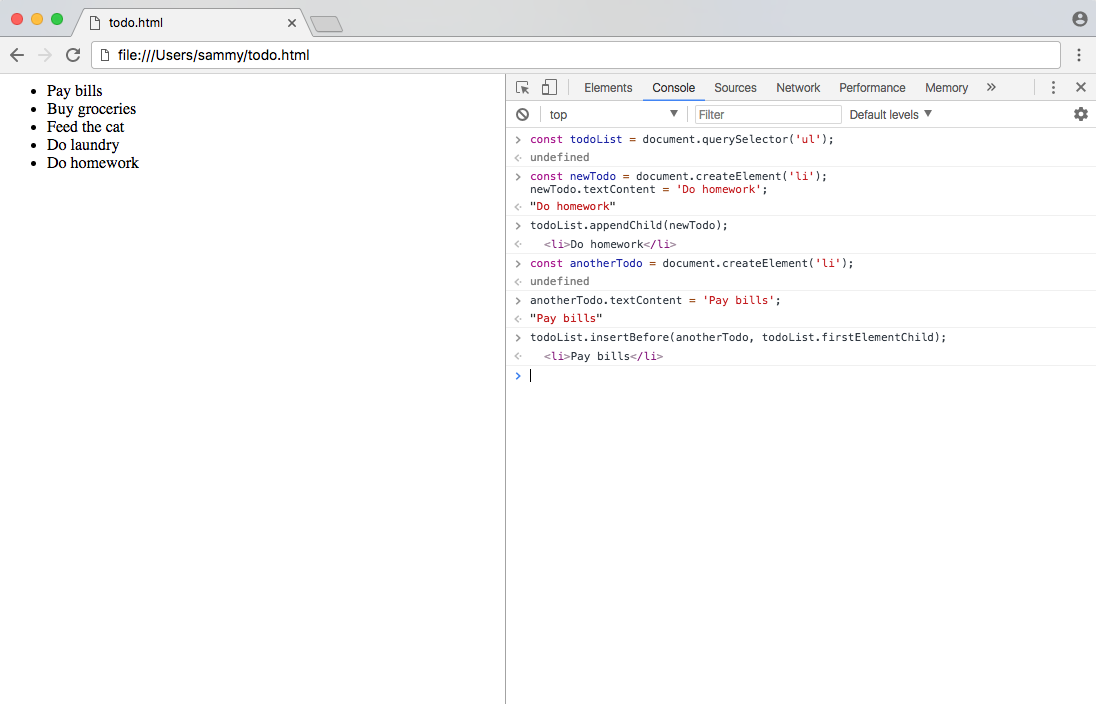 todo.html
file:///Users/sammy/todo.html
Pay bills
Buy groceries
Feed the cat
Do laundry
Do homework
Elements Console Sources Network Performance Memory
top Filter Default levels
const todoList = document.querySelector('ul');
undefined
const newTodo = document.createElement('li');
newTodo.textContent = 'Do homework';
"Do homework"
todoList.appendChild(newTodo);
<li>Do homework</li>
const anotherTodo = document.createElement('li');
undefined
anotherTodo.textContent = 'Pay bills';
"Pay bills"
todoList.insertBefore(anotherTodo, todoList.firstElementChild);
<li>Pay bills</li>